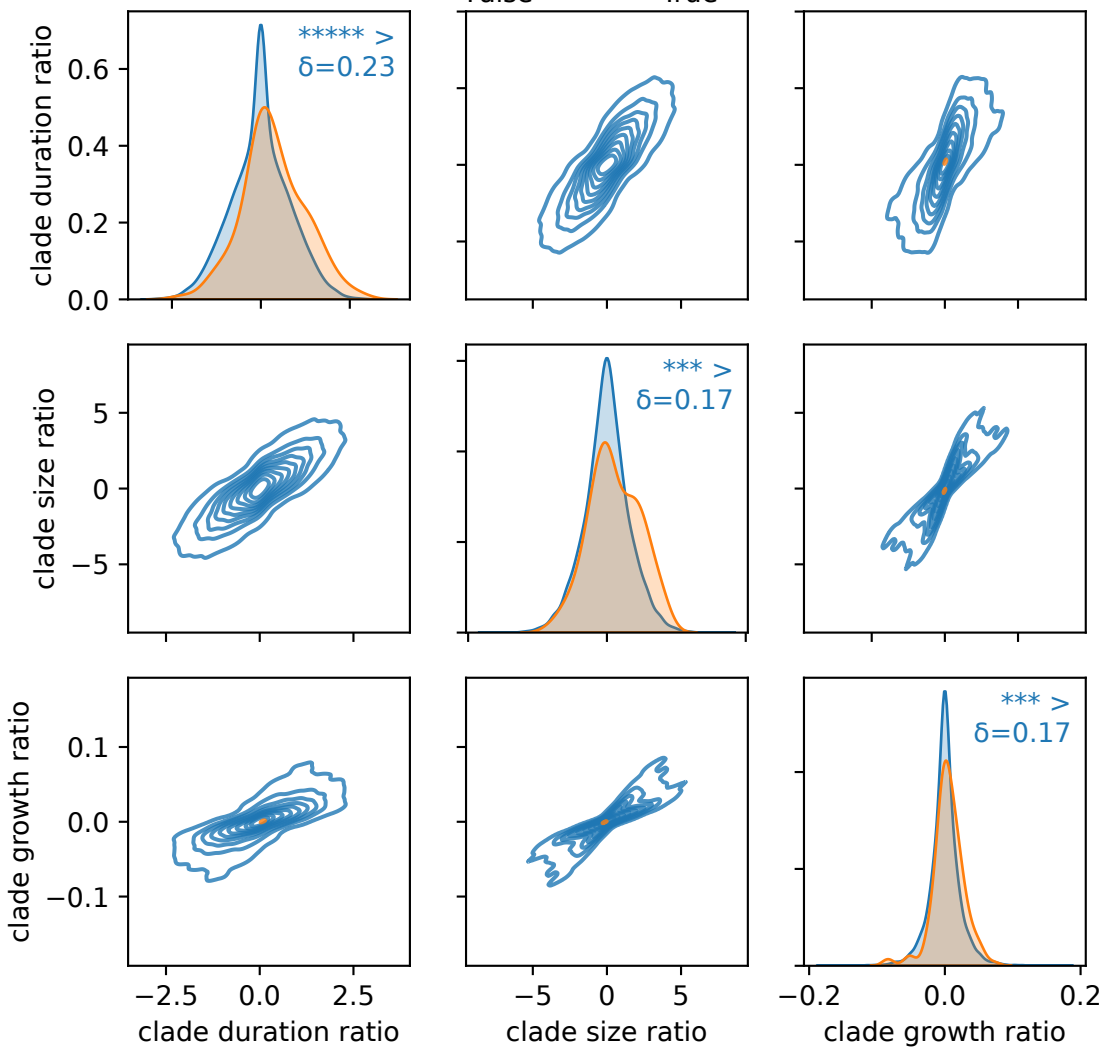 True
clade duration ratio
0.6
0.4
0.2
0.0
***** >
δ=0.23
clade size ratio
5
0
−5
*** >
δ=0.17
clade growth ratio
0.1
0.0
−0.1
*** >
δ=0.17
−2.5 0.0 2.5
−5 0 5
−0.2 0.0 0.2
clade duration ratio
clade size ratio
clade growth ratio